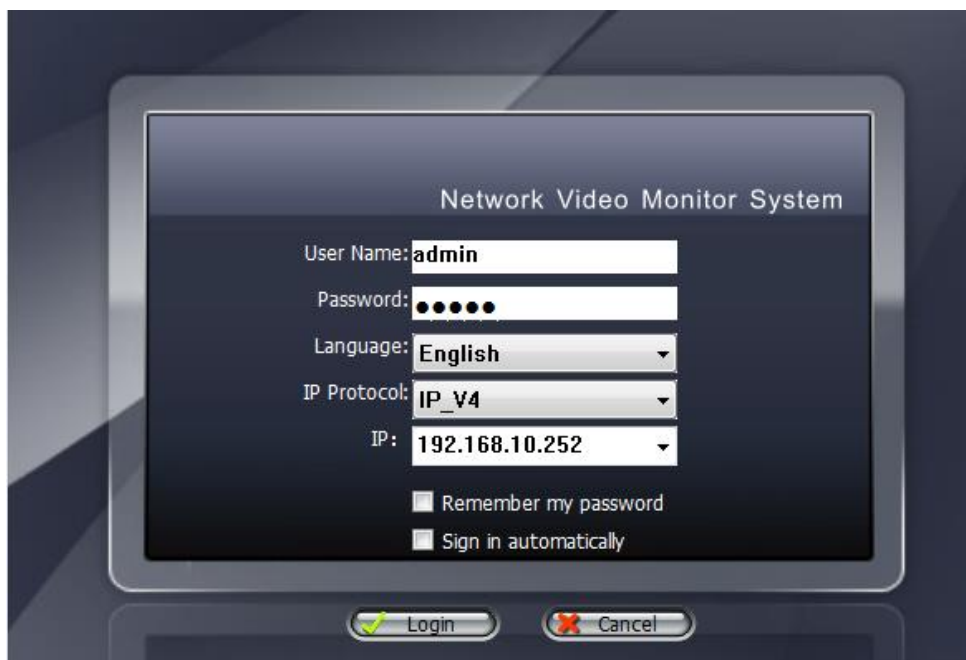 Network Video Monitor System
User Name: admin
Password: ●●●●●
Language: English
IP Protocol: IP_V4
IP: 192.168.10.252
Remember my password
Sign in automatically
Login Cancel